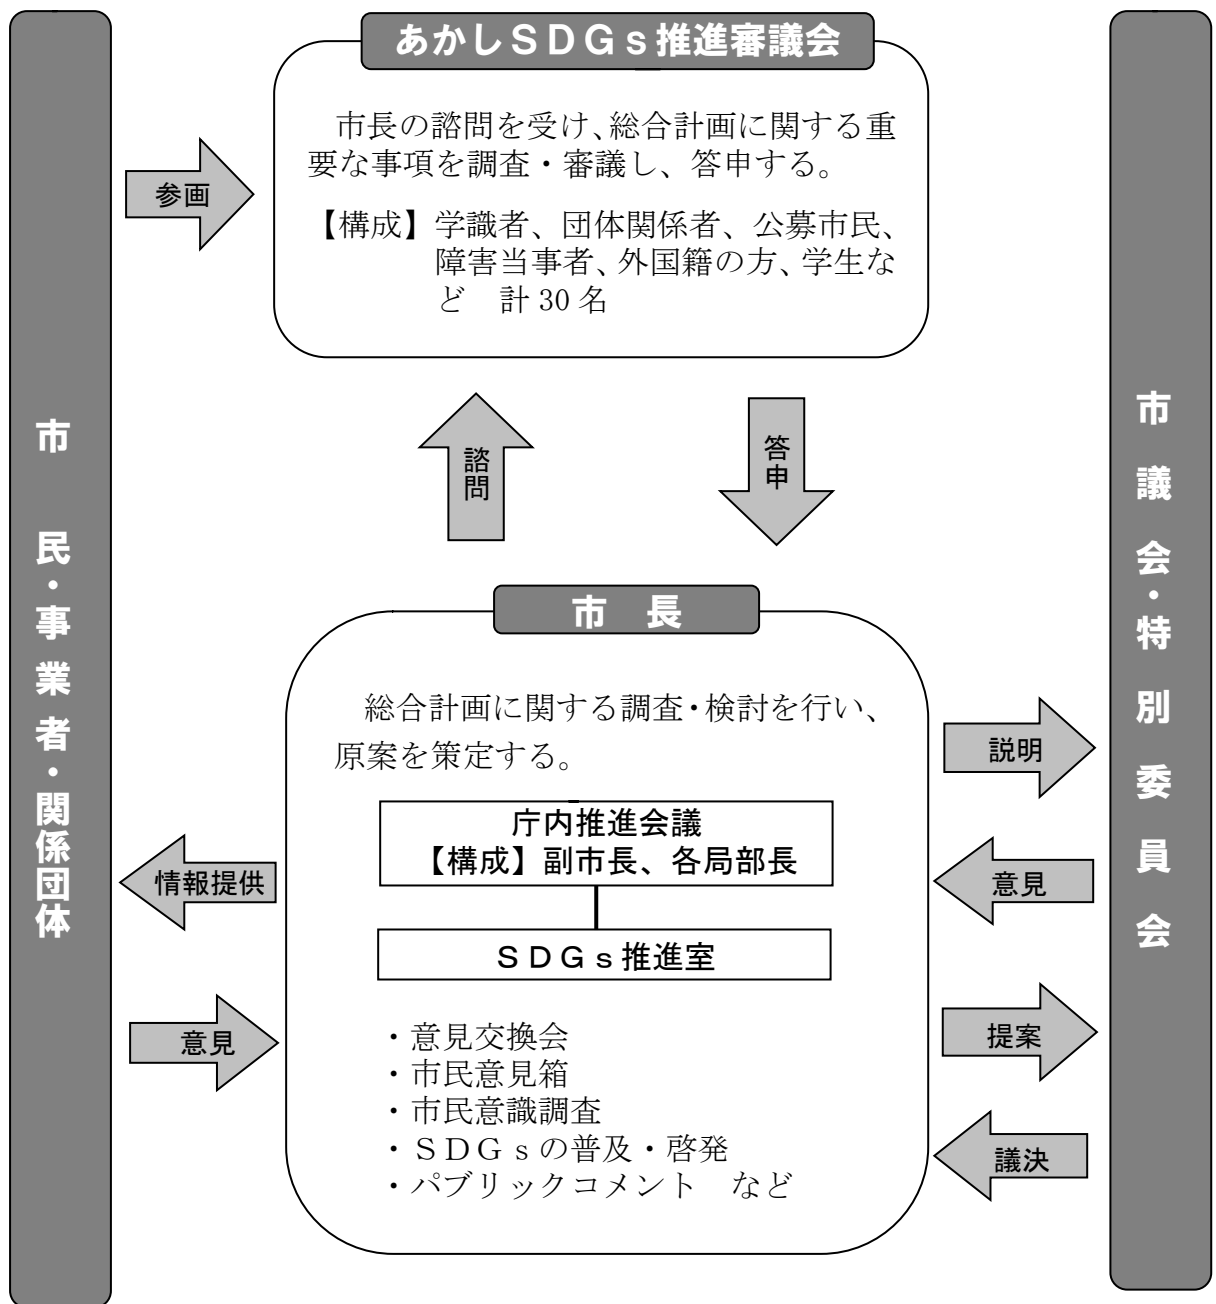 あかしSDGs推進審議会
市長の諮問を受け、総合計画に関する重
要な事項を調査・審議し、答申する。
【構成】学識者、団体関係者、公募市民、
障害当事者、外国籍の方、学生な
ど　計30名
参画
諮問
答申
市民・事業者・関係団体
市議会・特別委員会
市　長
総合計画に関する調査・検討を行い、
原案を策定する。
庁内推進会議
【構成】副市長、各局部長
SDGs推進室
・意見交換会
・市民意見箱
・市民意識調査
・SDGsの普及・啓発
・パブリックコメント　など
情報提供
意見
説明
意見
提案
議決